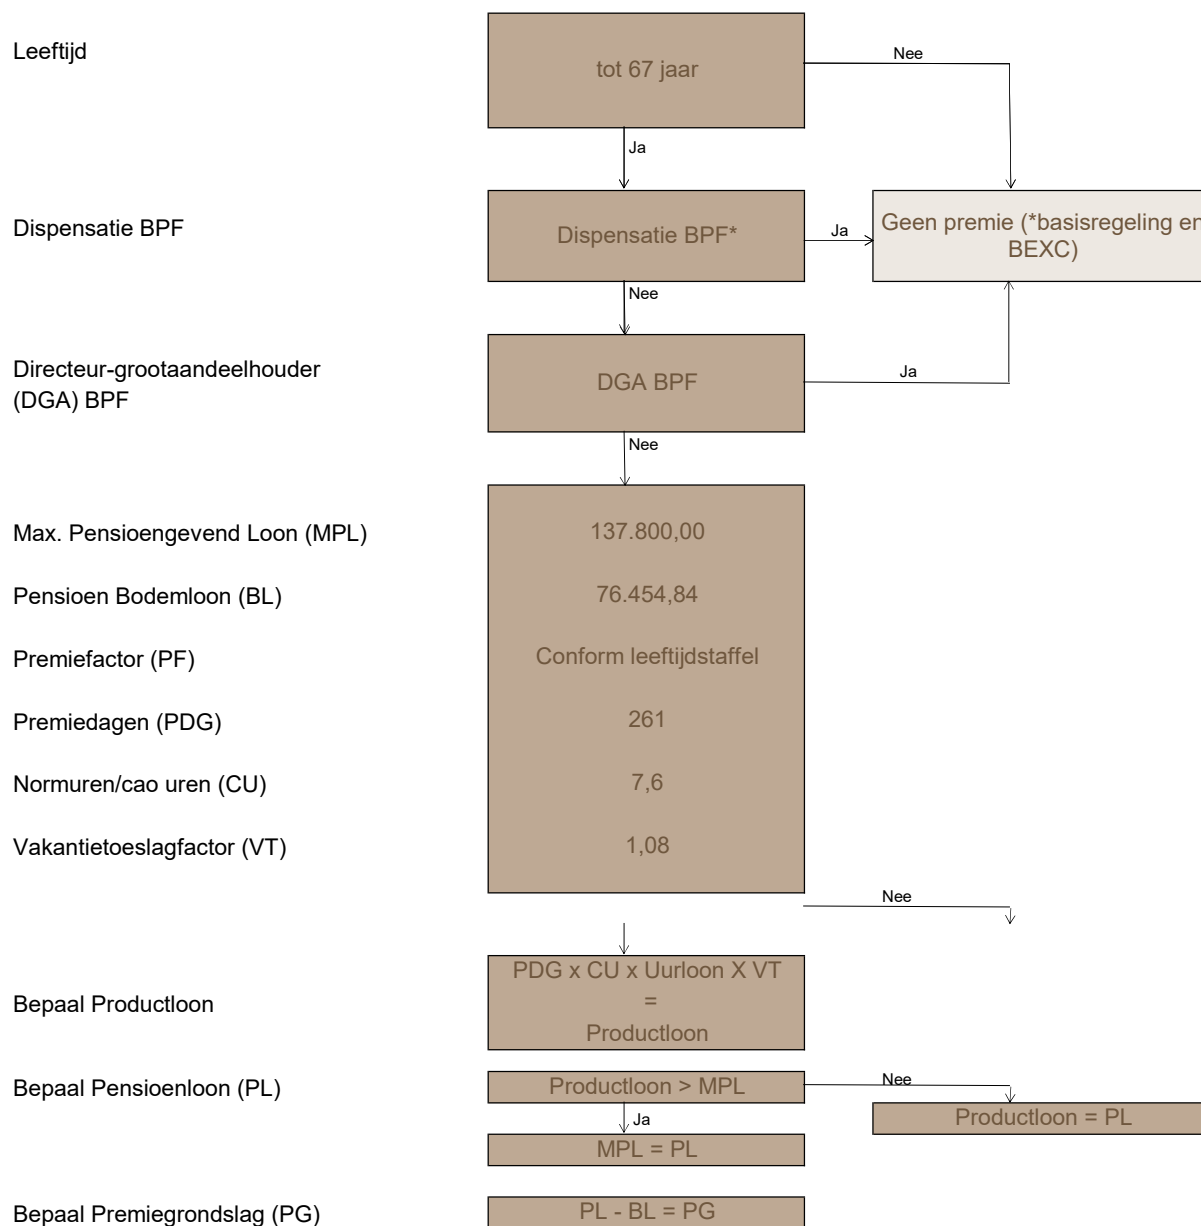 Leeftijd
tot 67 jaar
Nee
Ja
Dispensatie BPF
Dispensatie BPF*
Ja
Geen premie (*basisregeling en
BEXC)
Nee
Directeur-grootaandeelhouder
(DGA) BPF
DGA BPF
Ja
Nee
Max. Pensioengevend Loon (MPL)
137.800,00
Pensioen Bodemloon (BL)
76.454,84
Premiefactor (PF)
Conform leeftijdstaffel
Premiedagen (PDG)
261
Normuren/cao uren (CU)
7,6
Vakantietoeslagfactor (VT)
1,08
Nee
Bepaal Productloon
PDG x CU x Uurloon X VT
=
Productloon
Bepaal Pensioenloon (PL)
Productloon > MPL
Nee
Ja
Productloon = PL
MPL = PL
Bepaal Premiegrondslag (PG)
PL - BL = PG